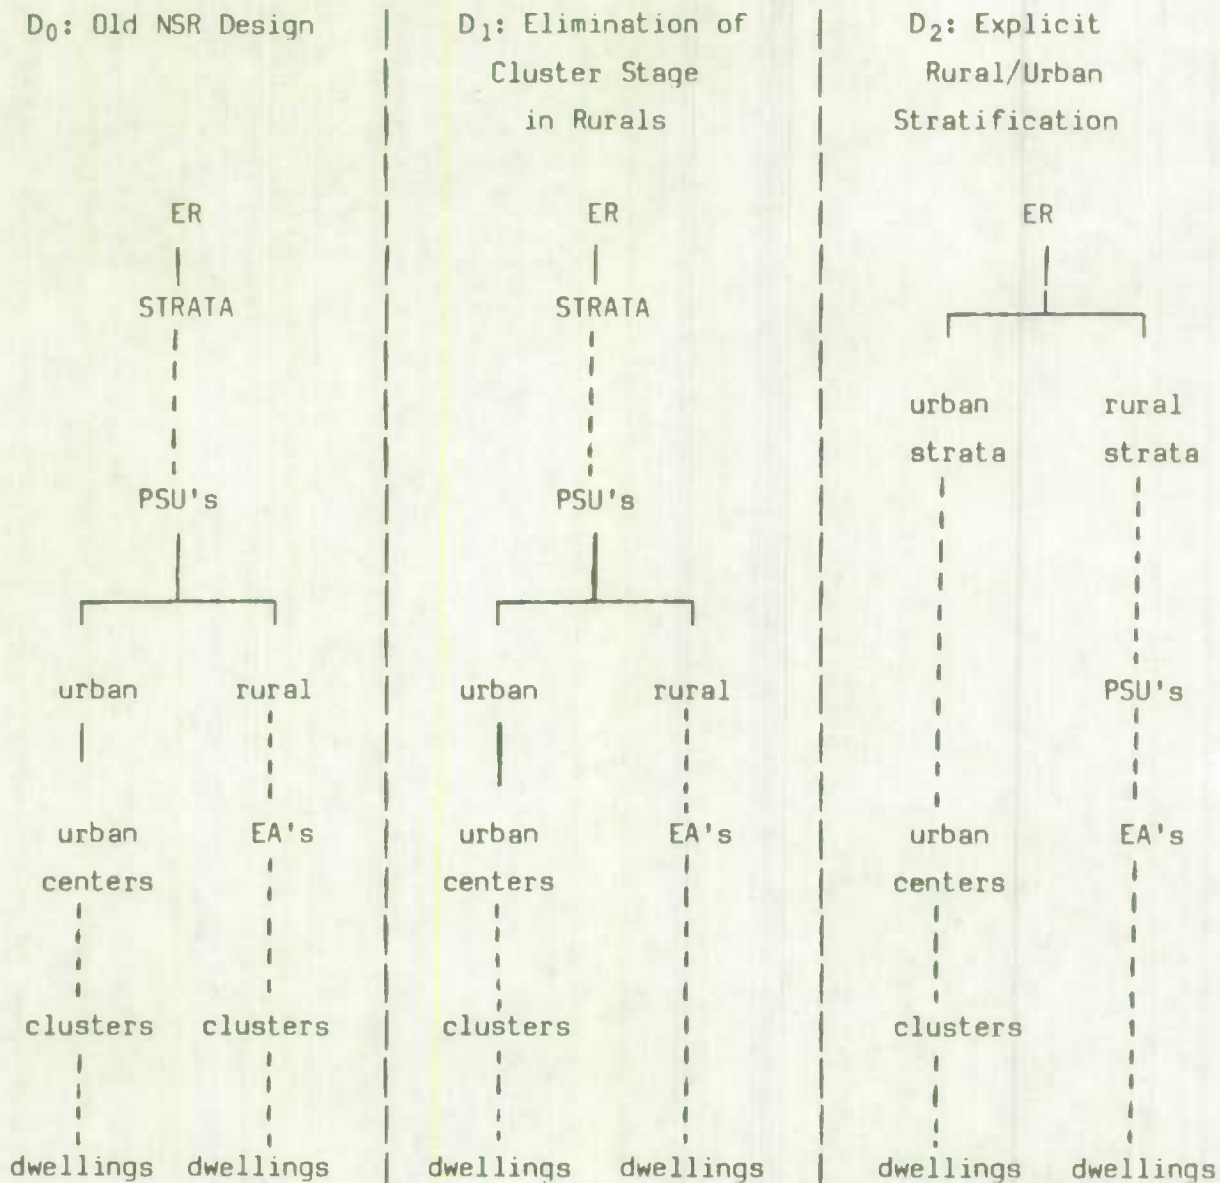 D₀: Old NSR Design
ER
STRATA
PSU's
urban rural
urban EA's
centers
clusters clusters
dwellings dwellings
D₁: Elimination of
Cluster Stage
in Rurals
ER
STRATA
PSU's
urban rural
urban EA's
centers
clusters
dwellings dwellings
D₂: Explicit
Rural/Urban
Stratification
ER
urban rural
strata strata
PSU's
urban EA's
centers
clusters
dwellings dwellings